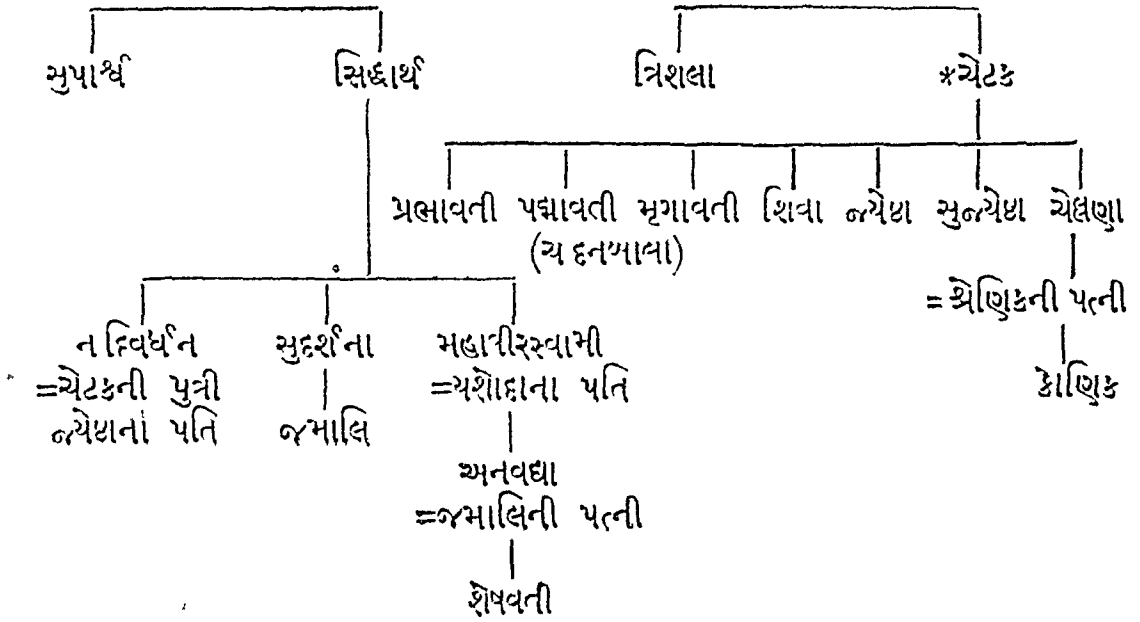 સુપાર્શ્વ સિદ્ધાર્થ ત્રિશલા *ચેટક
પ્રભાવતી પદ્માવતી મૃગાવતી શિવા જ્યેષ્ઠા સુજ્યેષ્ઠા ચેલણા
(ચ દનબાલા)
=શ્રેણિકની પત્ની
ન દિવર્ધન સુદર્શના મહાવીરસ્વામી કોણિક
=ચેટકની પુત્રી =યશોદાના પતિ
જ્યેષ્ઠાનાં પતિ જમાલિ
અનવદ્યા
=જમાલિની પત્ની
શેષવતી